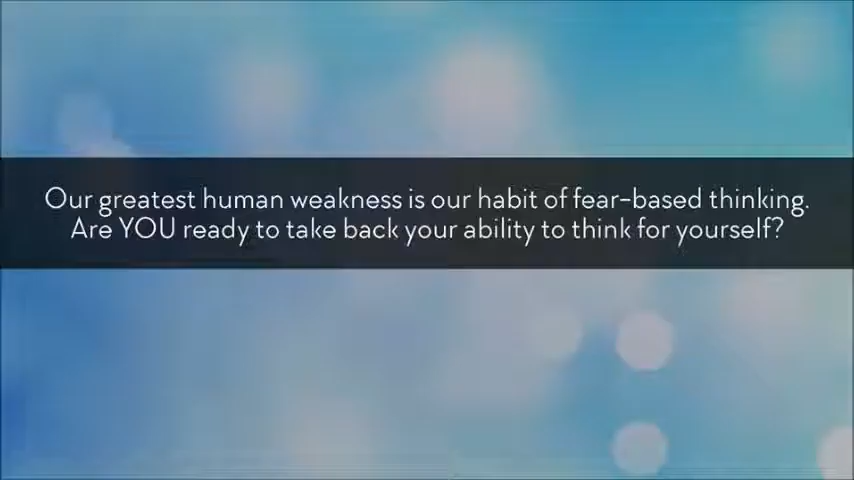 Our greatest human weakness is our habit of fear-based thinking.
Are YOU ready to take back your ability to think for yourself?